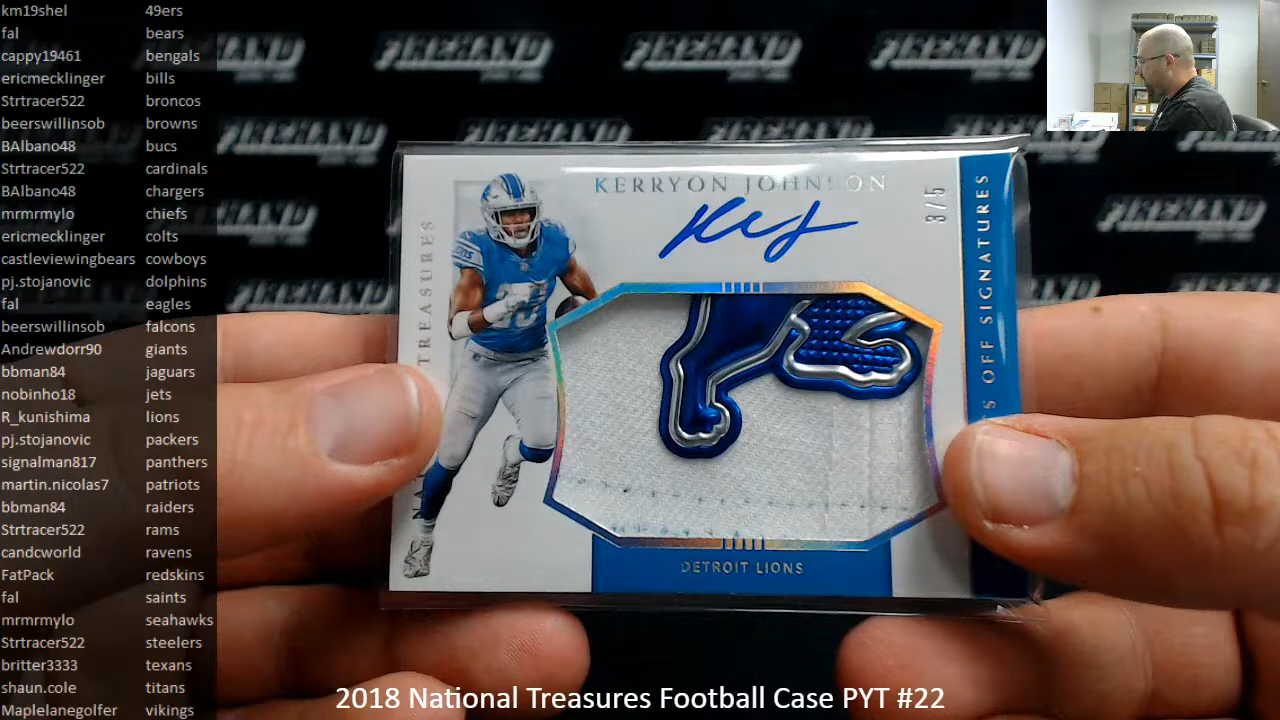 km19shel 49ers
fal bears
cappy19461 bengals
ericmecklinger bills
Strtracer522 broncos
beerswillinsob browns
BAlbano48 bucs
Strtracer522 cardinals
BAlbano48 chargers
mrmrmylo chiefs
ericmecklinger colts
castleviewingbears cowboys
pj.stojanovic dolphins
fal eagles
beerswillinsob falcons
Andrewdorr90 giants
bbman84 jaguars
nobinho18 jets
R_kunishima lions
pj.stojanovic packers
signalman817 panthers
martin.nicolas7 patriots
bbman84 raiders
Strtracer522 rams
candcworld ravens
FatPack redskins
fal saints
mrmrmylo seahawks
Strtracer522 steelers
britter3333 texans
shaun.cole titans
Maplelanegolfer vikings
FIREHAND FIREHAND FIREHAND
KERRYON JOHNSON
3/5
TREASURES
OFF SIGNATURES
DETROIT LIONS
2018 National Treasures Football Case PYT #22